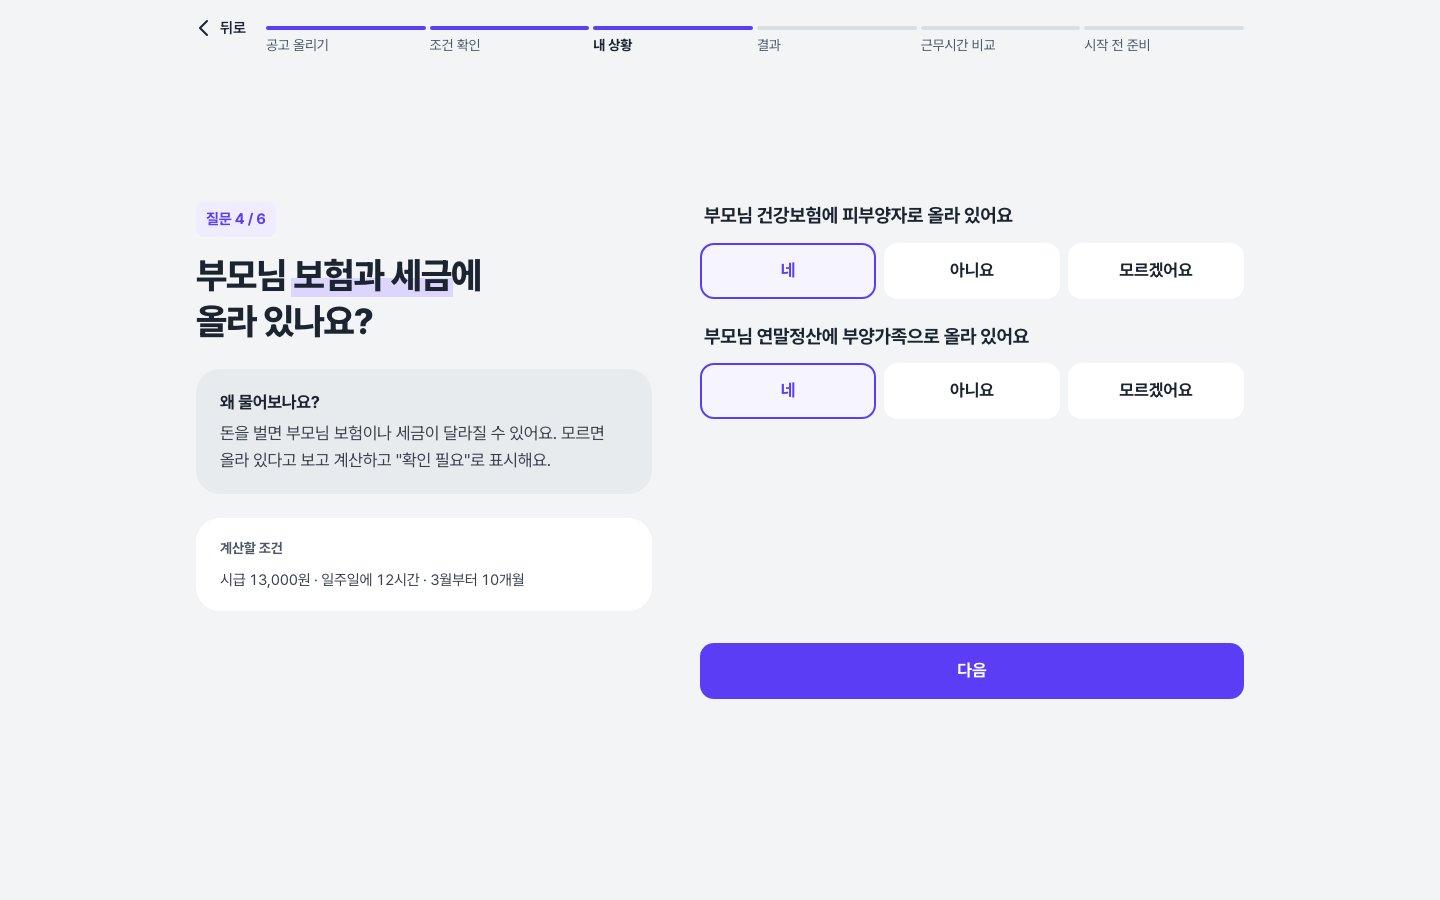 뒤로
공고 올리기
조건 확인
내 상황
결과
근무시간 비교
시작 전 준비
질문 4 / 6
부모님 보험과 세금에
올라 있나요?
왜 물어보나요?
돈을 벌면 부모님 보험이나 세금이 달라질 수 있어요. 모르면
올라 있다고 보고 계산하고 "확인 필요"로 표시해요.
계산할 조건
시급 13,000원 · 일주일에 12시간 · 3월부터 10개월
부모님 건강보험에 피부양자로 올라 있어요
네
아니요
모르겠어요
부모님 연말정산에 부양가족으로 올라 있어요
네
아니요
모르겠어요
다음